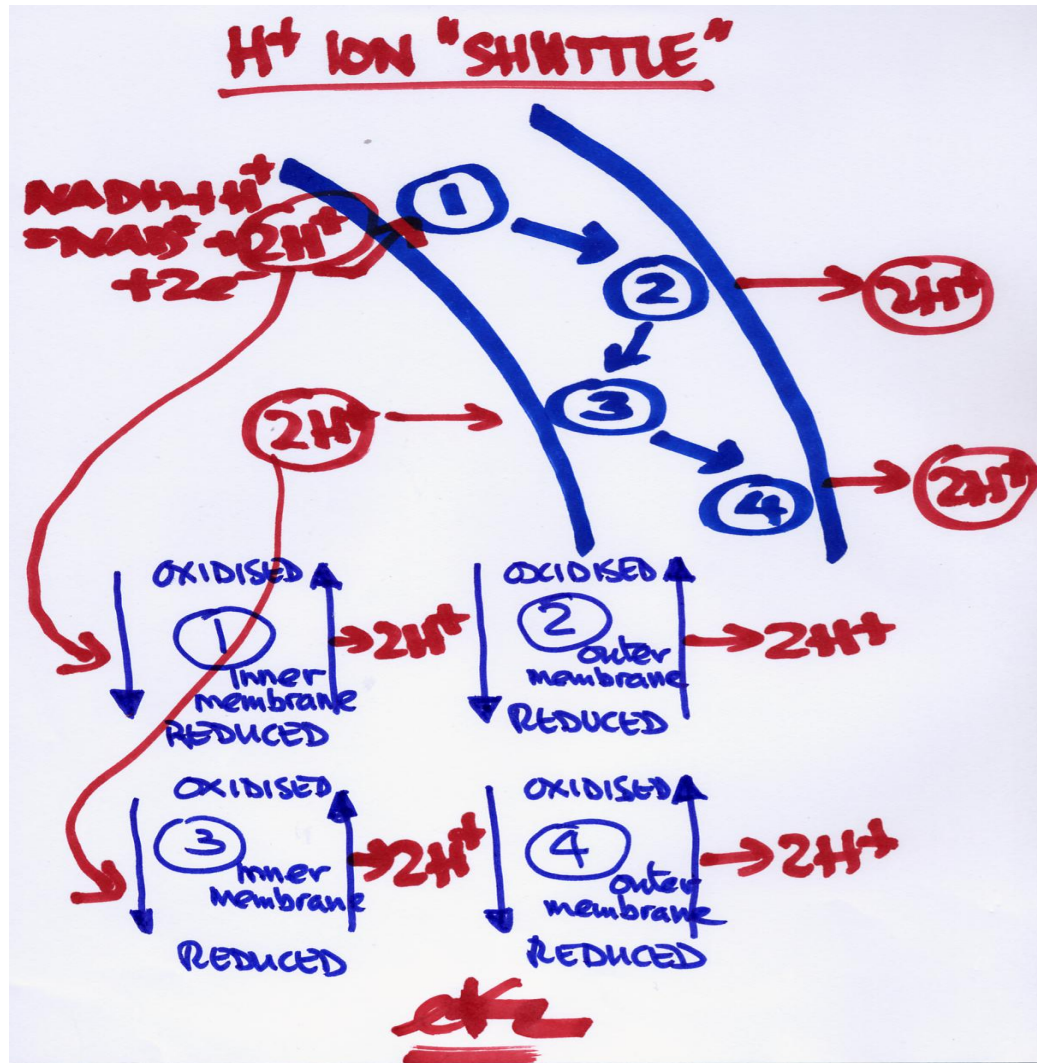 H+ ION "SHUTTLE"
NADH+H+
=NAD+ +2H+
+2e-
1
2
2H+
3
2H+
4
2H+
OXIDISED
1
inner
membrane
REDUCED
2H+
OXIDISED
2
outer
membrane
REDUCED
2H+
OXIDISED
3
inner
membrane
REDUCED
2H+
OXIDISED
4
outer
membrane
REDUCED
2H+